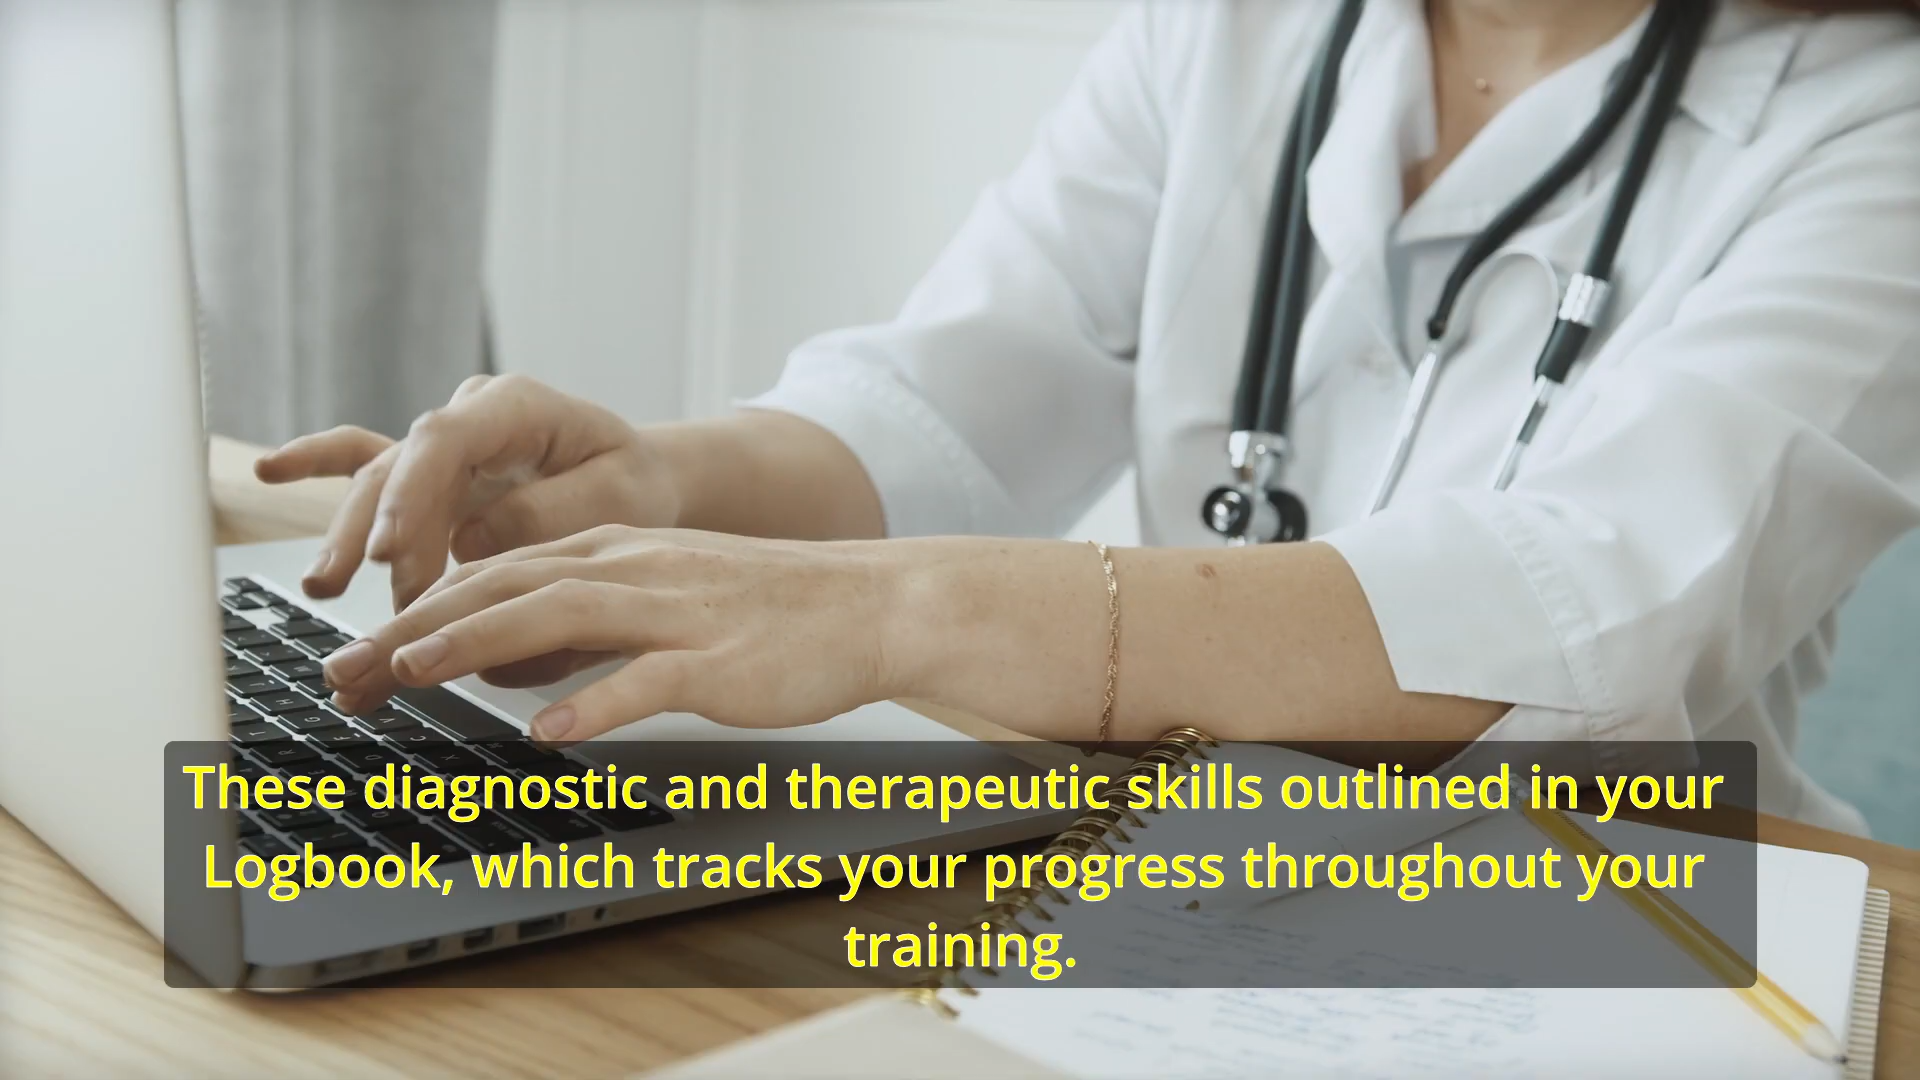 These diagnostic and therapeutic skills outlined in your
Logbook, which tracks your progress throughout your
training.